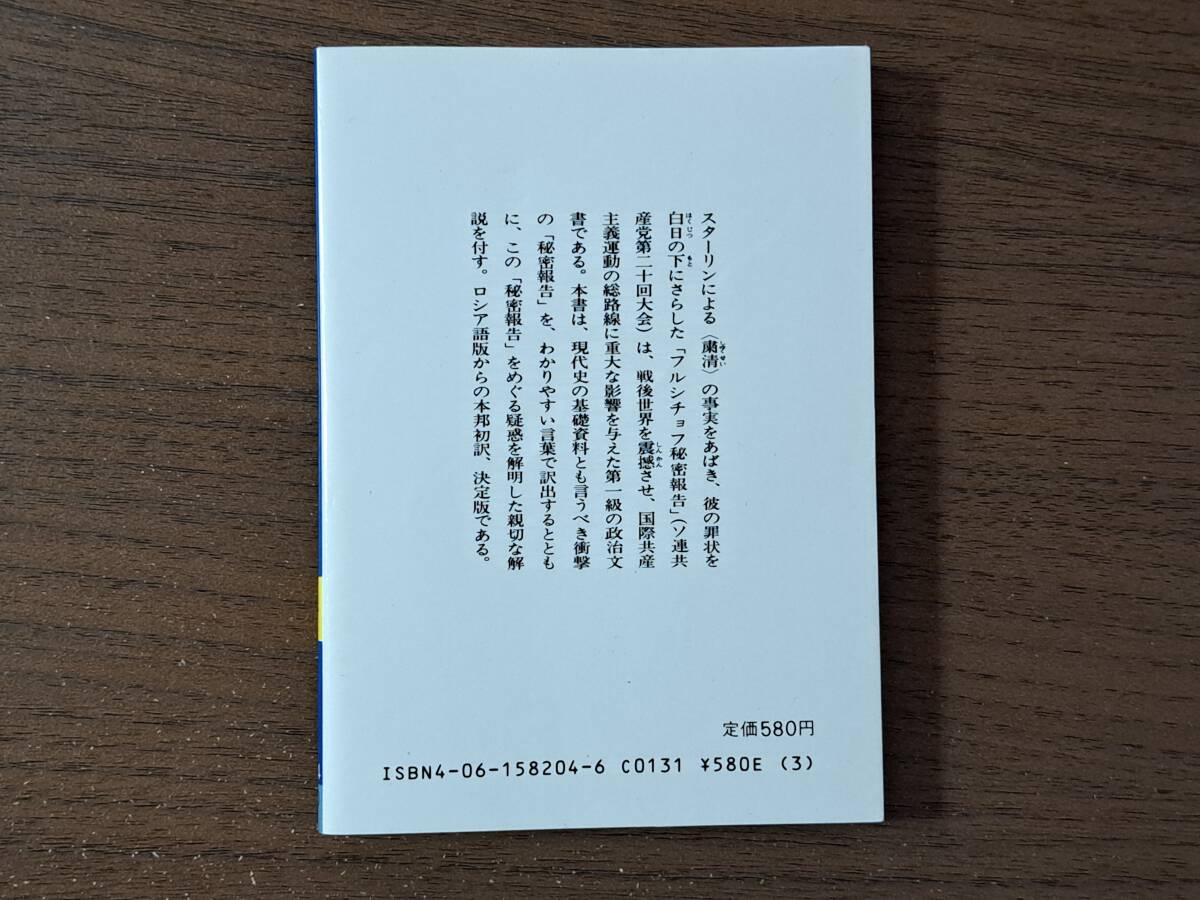 スターリンによる〈粛清〉の事実をあばき、彼の罪状を
白日の下にさらした「フルシチョフ秘密報告」(ソ連共
産党第二十回大会)は、戦後世界を震撼させ、国際共産
主義運動の総路線に重大な影響を与えた第一級の政治文
書である。本書は、現代史の基礎資料とも言うべき衝撃
の「秘密報告」を、わかりやすい言葉で訳出するととも
に、この「秘密報告」をめぐる疑惑を解明した親切な解
説を付す。ロシア語版からの本邦初訳、決定版である。
定価580円
ISBN4-06-158204-6 C0131 ¥580E (3)